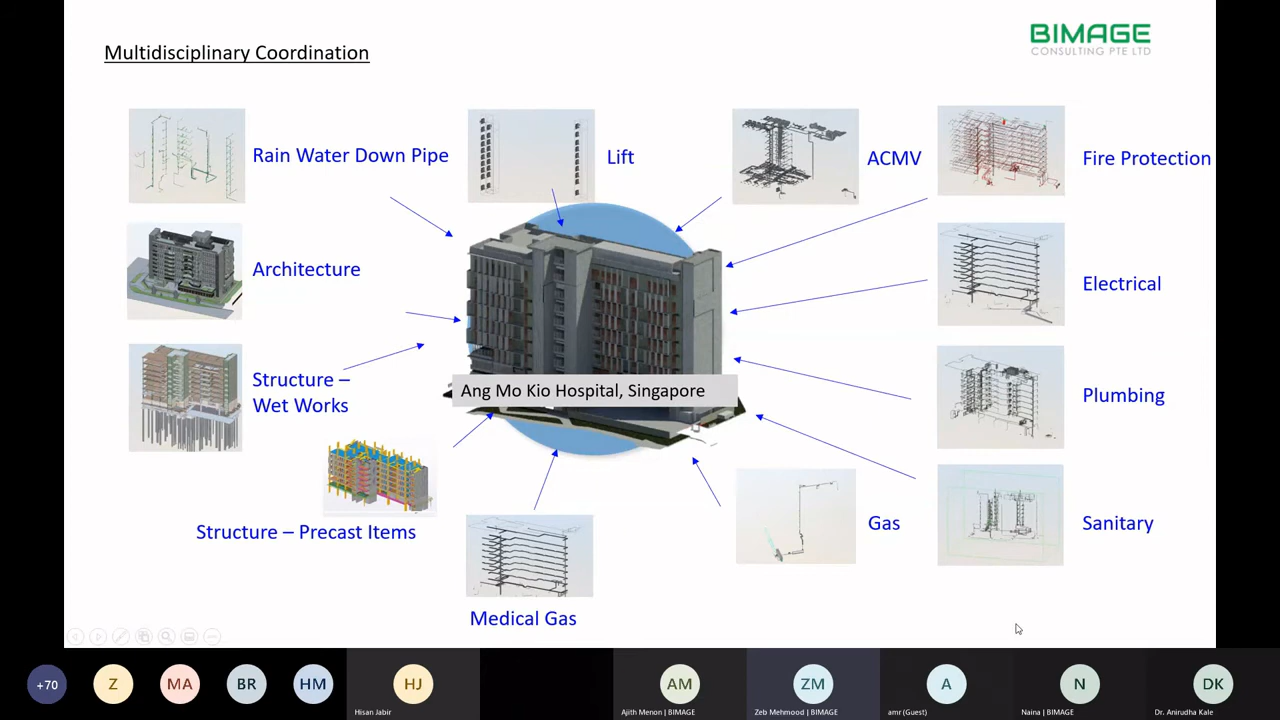 BIMAGE
CONSULTING PTE LTD
Multidisciplinary Coordination
Rain Water Down Pipe
Lift
ACMV
Fire Protection
Architecture
Electrical
Structure –
Wet Works
Ang Mo Kio Hospital, Singapore
Plumbing
Structure – Precast Items
Gas
Sanitary
Medical Gas
+70
Z
MA
BR
HM
HJ
Hisan Jabir
AM
Ajith Menon | BIMAGE
ZM
Zeb Mehmood | BIMAGE
A
amr (Guest)
N
Naina | BIMAGE
DK
Dr. Anirudha Kale